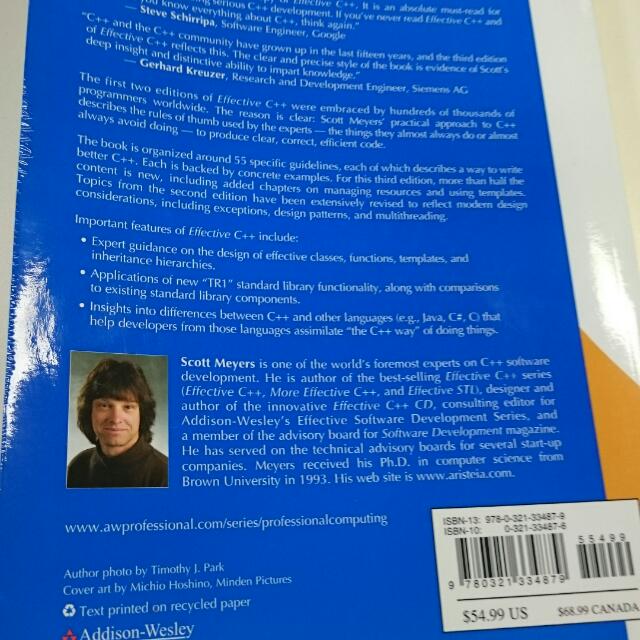 serious C++ development. If you've never read Effective C++ and
you know everything about C++, think again."
— Steve Schirripa, Software Engineer, Google
"C++ and the C++ community have grown up in the last fifteen years, and the third edition
of Effective C++ reflects this. The clear and precise style of the book is evidence of Scott's
deep insight and distinctive ability to impart knowledge."
— Gerhard Kreuzer, Research and Development Engineer, Siemens AG
The first two editions of Effective C++ were embraced by hundreds of thousands of
programmers worldwide. The reason is clear: Scott Meyers' practical approach to C++
describes the rules of thumb used by the experts — the things they almost always do or almost
always avoid doing — to produce clear, correct, efficient code.
The book is organized around 55 specific guidelines, each of which describes a way to write
better C++. Each is backed by concrete examples. For this third edition, more than half the
content is new, including added chapters on managing resources and using templates.
Topics from the second edition have been extensively revised to reflect modern design
considerations, including exceptions, design patterns, and multithreading.
Important features of Effective C++ include:
• Expert guidance on the design of effective classes, functions, templates, and
inheritance hierarchies.
• Applications of new "TR1" standard library functionality, along with comparisons
to existing standard library components.
• Insights into differences between C++ and other languages (e.g., Java, C#, C) that
help developers from those languages assimilate "the C++ way" of doing things.
Scott Meyers is one of the world's foremost experts on C++ software
development. He is author of the best-selling Effective C++ series
(Effective C++, More Effective C++, and Effective STL), designer and
author of the innovative Effective C++ CD, consulting editor for
Addison-Wesley's Effective Software Development Series, and
a member of the advisory board for Software Development magazine.
He has served on the technical advisory boards for several start-up
companies. Meyers received his Ph.D. in computer science from
Brown University in 1993. His web site is www.aristeia.com.
www.awprofessional.com/series/professionalcomputing
Author photo by Timothy J. Park
Cover art by Michio Hoshino, Minden Pictures
Text printed on recycled paper
Addison-Wesley
ISBN-13: 978-0-321-33487-9
ISBN-10: 0-321-33487-6
55499
9 780321 334879
$54.99 US
$68.99 CANADA